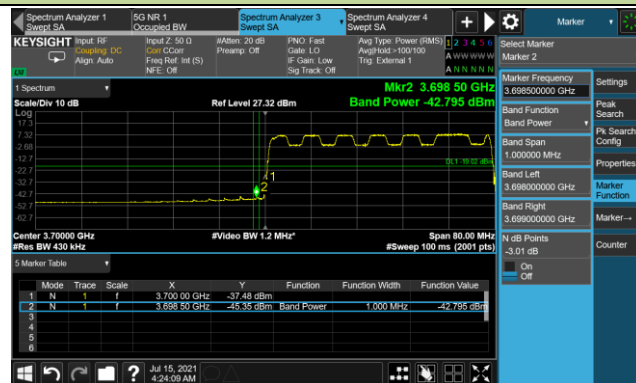 Spectrum Analyzer 1
Swept SA
5G NR 1
Occupied BW
Spectrum Analyzer 3
Swept SA
Spectrum Analyzer 4
Swept SA
Marker
KEYSIGHT
Input: RF
Coupling: DC
Align: Auto
Input Z: 50 Ω
Corr CCorr
Freq Ref: Int (S)
NFE: Off
#Atten: 20 dB
Preamp: Off
PNO: Fast
Gate: LO
IF Gain: Low
Sig Track: Off
Avg Type: Power (RMS)
Avg|Hold:>100/100
Trig: External 1
1 2 3 4 5 6
A W W W W W
A N N N N N
Select Marker
Marker 2
1 Spectrum
Scale/Div 10 dB
Ref Level 27.32 dBm
Mkr2 3.698 50 GHz
Band Power -42.795 dBm
Log
17.3
7.32
-2.68
-12.7
-22.7
-32.7
-42.7
-52.7
-62.7
DL1 -19.02 dBm
1
2
Center 3.70000 GHz
#Res BW 430 kHz
#Video BW 1.2 MHz*
Span 80.00 MHz
#Sweep 100 ms (2001 pts)
5 Marker Table
Mode Trace Scale X Y Function Function Width Function Value
1 N 1 f 3.700 00 GHz -37.48 dBm
2 N 1 f 3.698 50 GHz -45.35 dBm Band Power 1.000 MHz -42.795 dBm
3
4
5
6
Marker Frequency
3.698500000 GHz
Band Function
Band Power
Band Span
1.000000 MHz
Band Left
3.698000000 GHz
Band Right
3.699000000 GHz
N dB Points
-3.01 dB
On
Off
Settings
Peak
Search
Pk Search
Config
Properties
Marker
Function
Marker→
Counter
Jul 15, 2021
4:24:09 AM